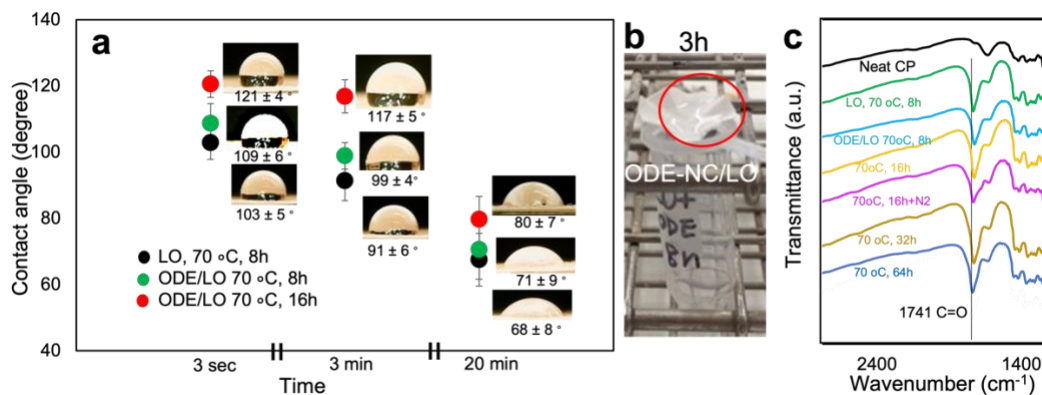 a
Contact angle (degree)
140
120
100
80
60
40
121 ± 4 °
109 ± 6 °
103 ± 5 °
117 ± 5 °
99 ± 4°
91 ± 6 °
80 ± 7 °
71 ± 9 °
68 ± 8 °
LO, 70 ∘C, 8h
ODE/LO 70 ∘C, 8h
ODE/LO 70 ∘C, 16h
3 sec
3 min
20 min
Time
b
3h
ODE-NC/LO
ODE
c
Transmittance (a.u.)
Neat CP
LO, 70 oC, 8h
ODE/LO 70oC, 8h
70oC, 16h
70oC, 16h+N2
70 oC, 32h
70 oC, 64h
1741 C=O
2400
1400
Wavenumber (cm⁻¹)